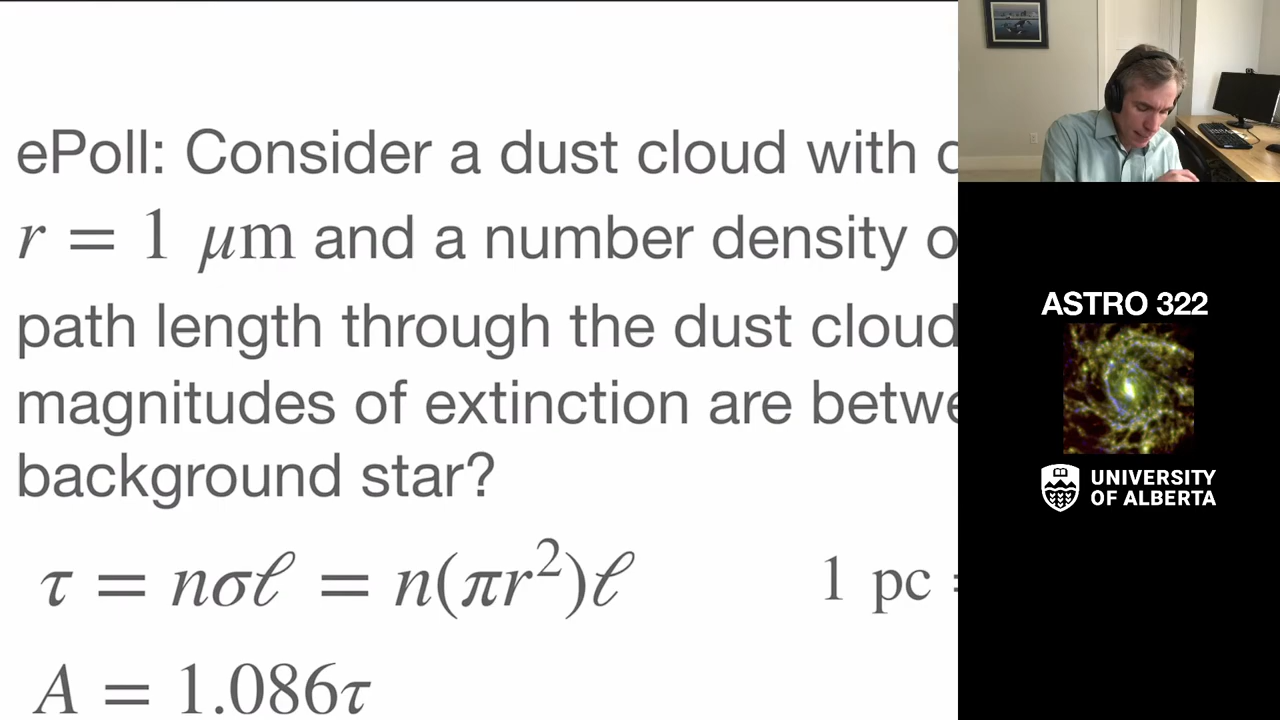 ePoll: Consider a dust cloud with
r = 1 μm and a number density
path length through the dust cloud
magnitudes of extinction are
background star?
τ = nσℓ = n(πr²)ℓ
1 pc
A = 1.086τ
ASTRO 322
UNIVERSITY
OF ALBERTA